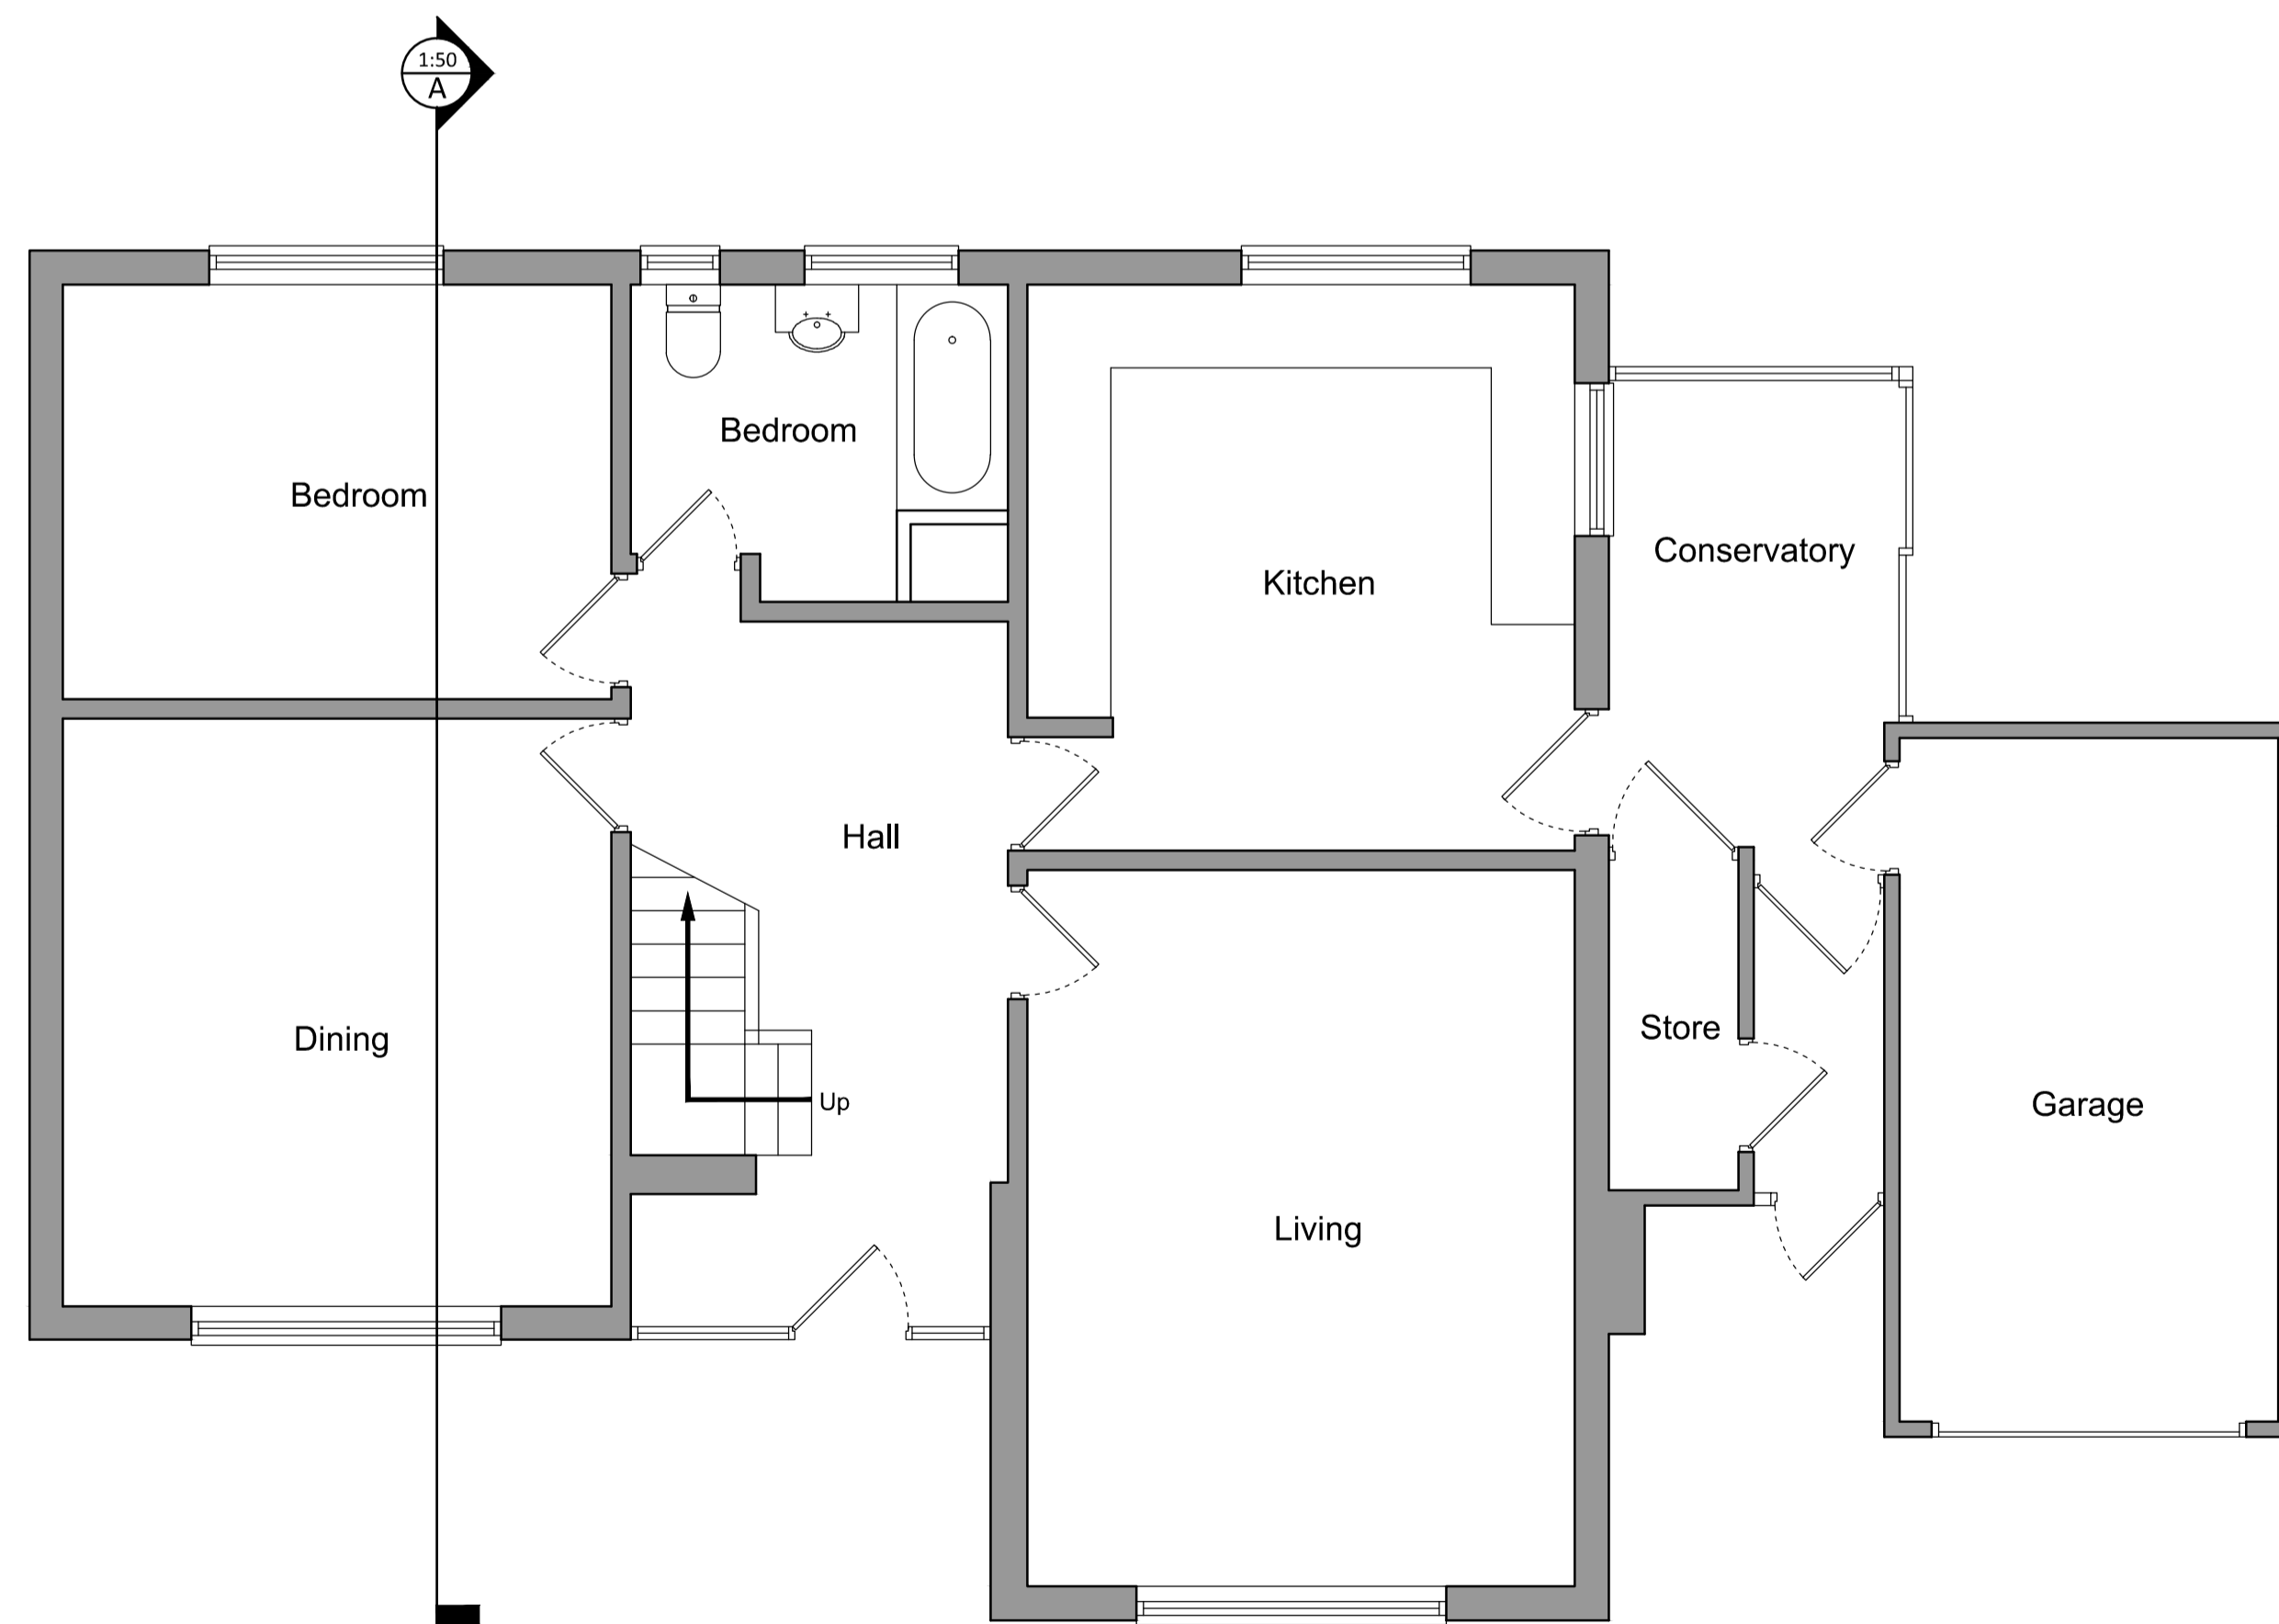 1:50
A
Bedroom
Bedroom
Conservatory
Kitchen
Hall
Dining
Store
Up
Garage
Living